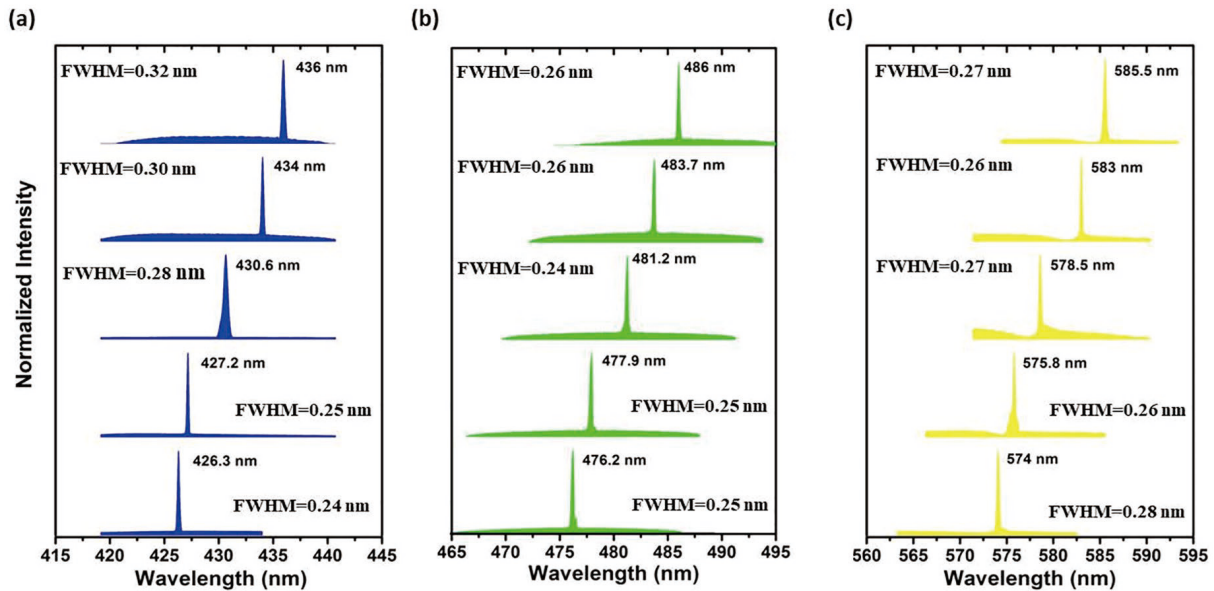 (a)
Normalized Intensity
FWHM=0.32 nm
436 nm
FWHM=0.30 nm
434 nm
FWHM=0.28 nm
430.6 nm
427.2 nm
FWHM=0.25 nm
426.3 nm
FWHM=0.24 nm
415 420 425 430 435 440 445
Wavelength (nm)
(b)
FWHM=0.26 nm
486 nm
FWHM=0.26 nm
483.7 nm
FWHM=0.24 nm
481.2 nm
477.9 nm
FWHM=0.25 nm
476.2 nm
FWHM=0.25 nm
465 470 475 480 485 490 495
Wavelength (nm)
(c)
FWHM=0.27 nm
585.5 nm
FWHM=0.26 nm
583 nm
FWHM=0.27 nm
578.5 nm
575.8 nm
FWHM=0.26 nm
574 nm
FWHM=0.28 nm
560 565 570 575 580 585 590 595
Wavelength (nm)